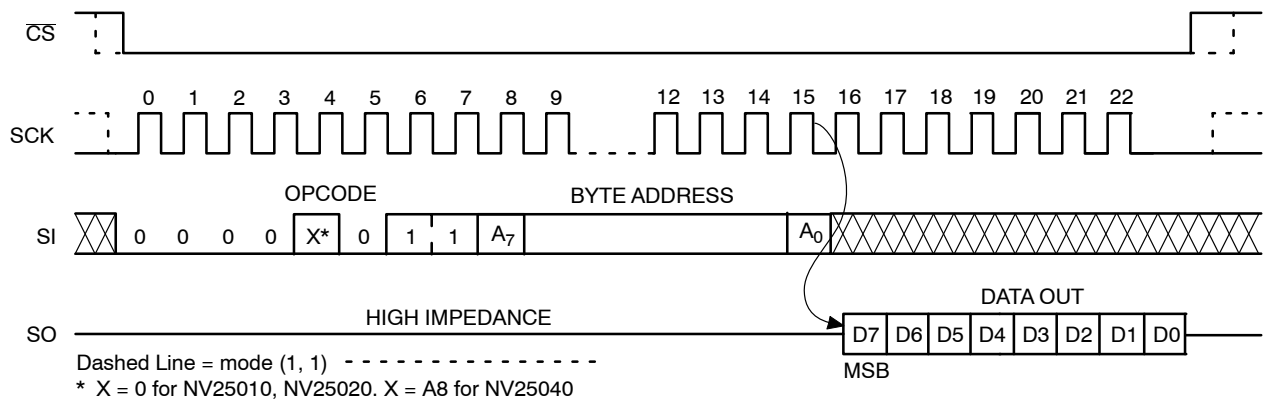 CS
0 1 2 3 4 5 6 7 8 9 12 13 14 15 16 17 18 19 20 21 22
SCK
OPCODE BYTE ADDRESS
SI 0 0 0 0 X* 0 1 1 A7 A0
DATA OUT
HIGH IMPEDANCE
SO D7 D6 D5 D4 D3 D2 D1 D0
Dashed Line = mode (1, 1)
MSB
* X = 0 for NV25010, NV25020. X = A8 for NV25040